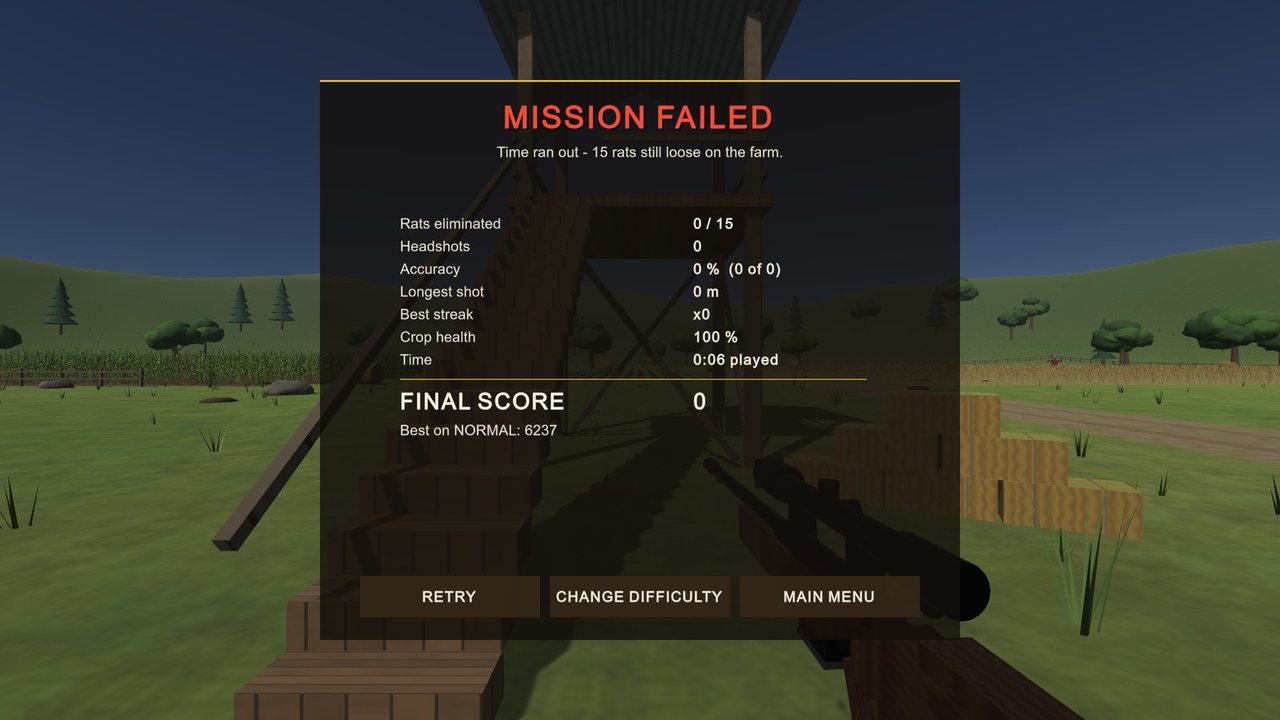 MISSION FAILED
Time ran out - 15 rats still loose on the farm.
Rats eliminated 0 / 15
Headshots 0
Accuracy 0 % (0 of 0)
Longest shot 0 m
Best streak x0
Crop health 100 %
Time 0:06 played
FINAL SCORE 0
Best on NORMAL: 6237
RETRY CHANGE DIFFICULTY MAIN MENU